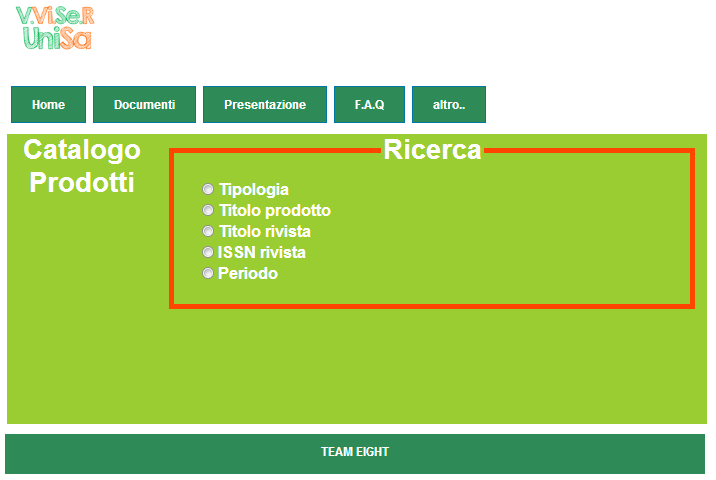 V.ViSe.R
UniSa
Home Documenti Presentazione F.A.Q altro..
Catalogo
Prodotti
Ricerca
Tipologia
Titolo prodotto
Titolo rivista
ISSN rivista
Periodo
TEAM EIGHT